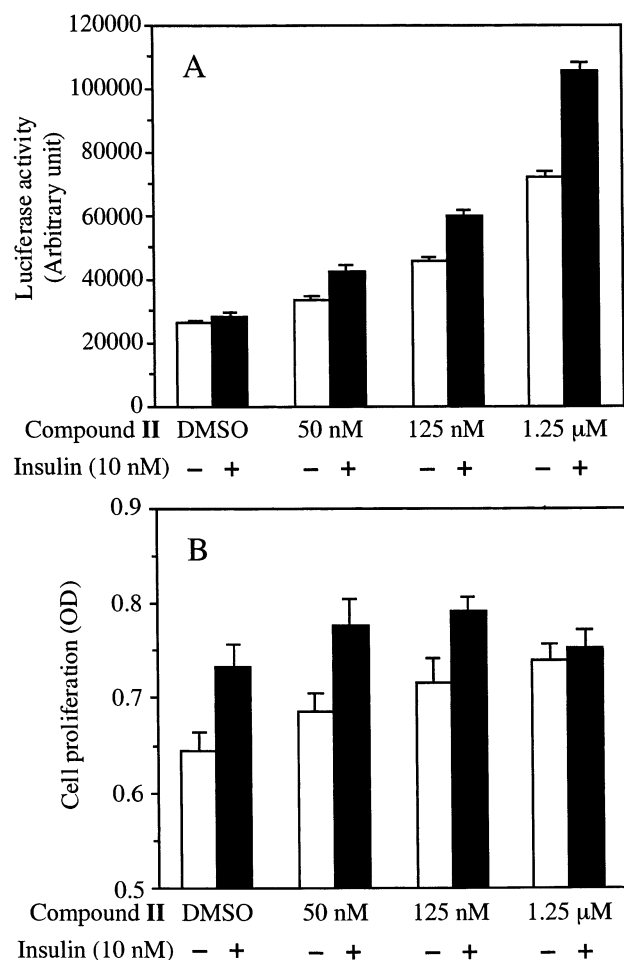 A
Luciferase activity
(Arbitrary unit)
120000
100000
80000
60000
40000
20000
0
Compound II DMSO 50 nM 125 nM 1.25 μM
Insulin (10 nM) − + − + − + − +
B
Cell proliferation (OD)
0.9
0.8
0.7
0.6
0.5
Compound II DMSO 50 nM 125 nM 1.25 μM
Insulin (10 nM) − + − + − + − +